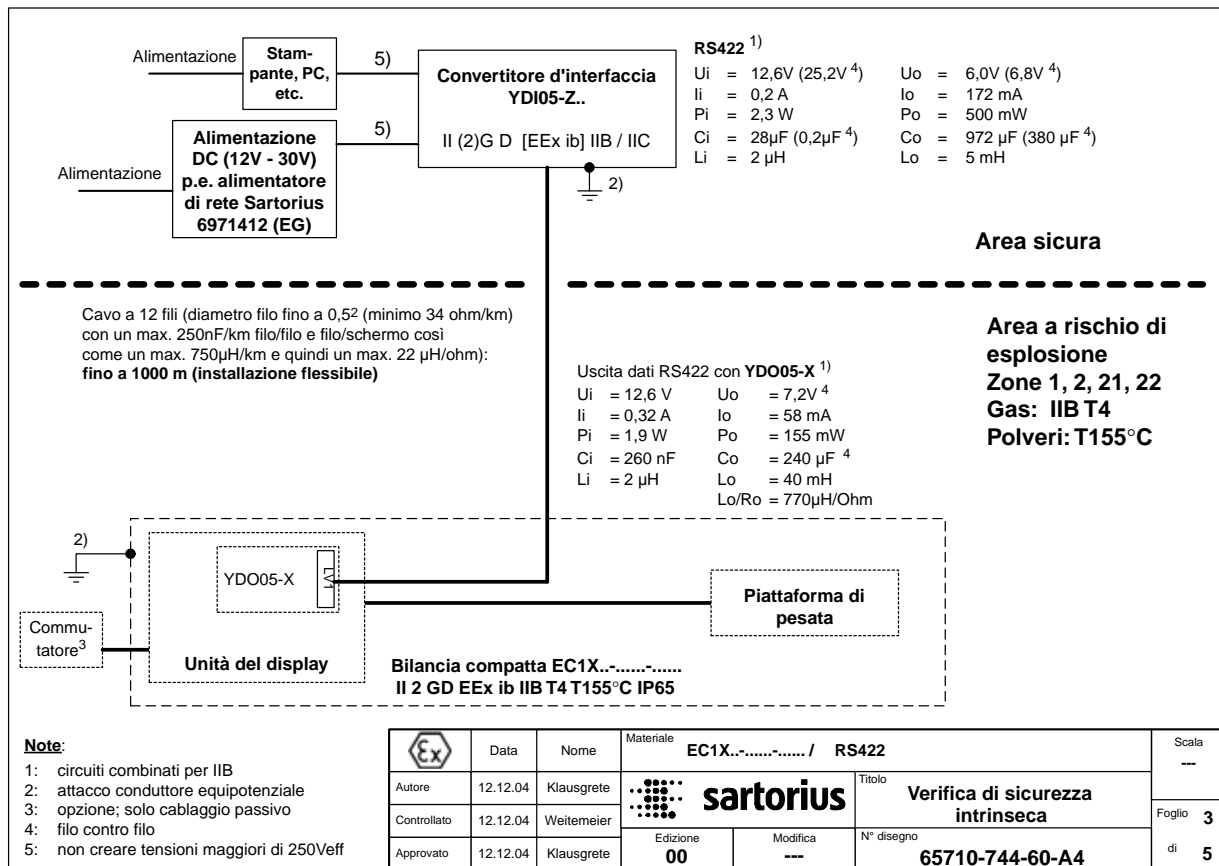 Alimentazione
Stam-
pante, PC,
etc.
5)
Convertitore d'interfaccia
YDI05-Z..
II (2)G D [EEx ib] IIB / IIC
2)
Alimentazione
Alimentazione
DC (12V - 30V)
p.e. alimentatore
di rete Sartorius
6971412 (EG)
5)
RS422 1)
Ui = 12,6V (25,2V 4) Uo = 6,0V (6,8V 4)
Ii = 0,2 A Io = 172 mA
Pi = 2,3 W Po = 500 mW
Ci = 28µF (0,2µF 4) Co = 972 µF (380 µF 4)
Li = 2 µH Lo = 5 mH
Area sicura
Cavo a 12 fili (diametro filo fino a 0,5² (minimo 34 ohm/km)
con un max. 250nF/km filo/filo e filo/schermo così
come un max. 750µH/km e quindi un max. 22 µH/ohm):
fino a 1000 m (installazione flessibile)
Area a rischio di
esplosione
Zone 1, 2, 21, 22
Gas: IIB T4
Polveri: T155°C
Uscita dati RS422 con YDO05-X 1)
Ui = 12,6 V Uo = 7,2V 4
Ii = 0,32 A Io = 58 mA
Pi = 1,9 W Po = 155 mW
Ci = 260 nF Co = 240 µF 4
Li = 2 µH Lo = 40 mH
Lo/Ro = 770µH/Ohm
2)
YDO05-X
LV1
Commu-
tatore3
Unità del display
Piattaforma di
pesata
Bilancia compatta EC1X..-......-......
II 2 GD EEx ib IIB T4 T155°C IP65
Note:
1: circuiti combinati per IIB
2: attacco conduttore equipotenziale
3: opzione; solo cablaggio passivo
4: filo contro filo
5: non creare tensioni maggiori di 250Veff
Ex
Data
Nome
Materiale
EC1X..-......-...... / RS422
Scala
---
Autore
12.12.04
Klausgrete
sartorius
Titolo
Verifica di sicurezza
intrinseca
Controllato
12.12.04
Weitemeier
Foglio 3
Approvato
12.12.04
Klausgrete
Edizione
00
Modifica
---
N° disegno
65710-744-60-A4
di 5